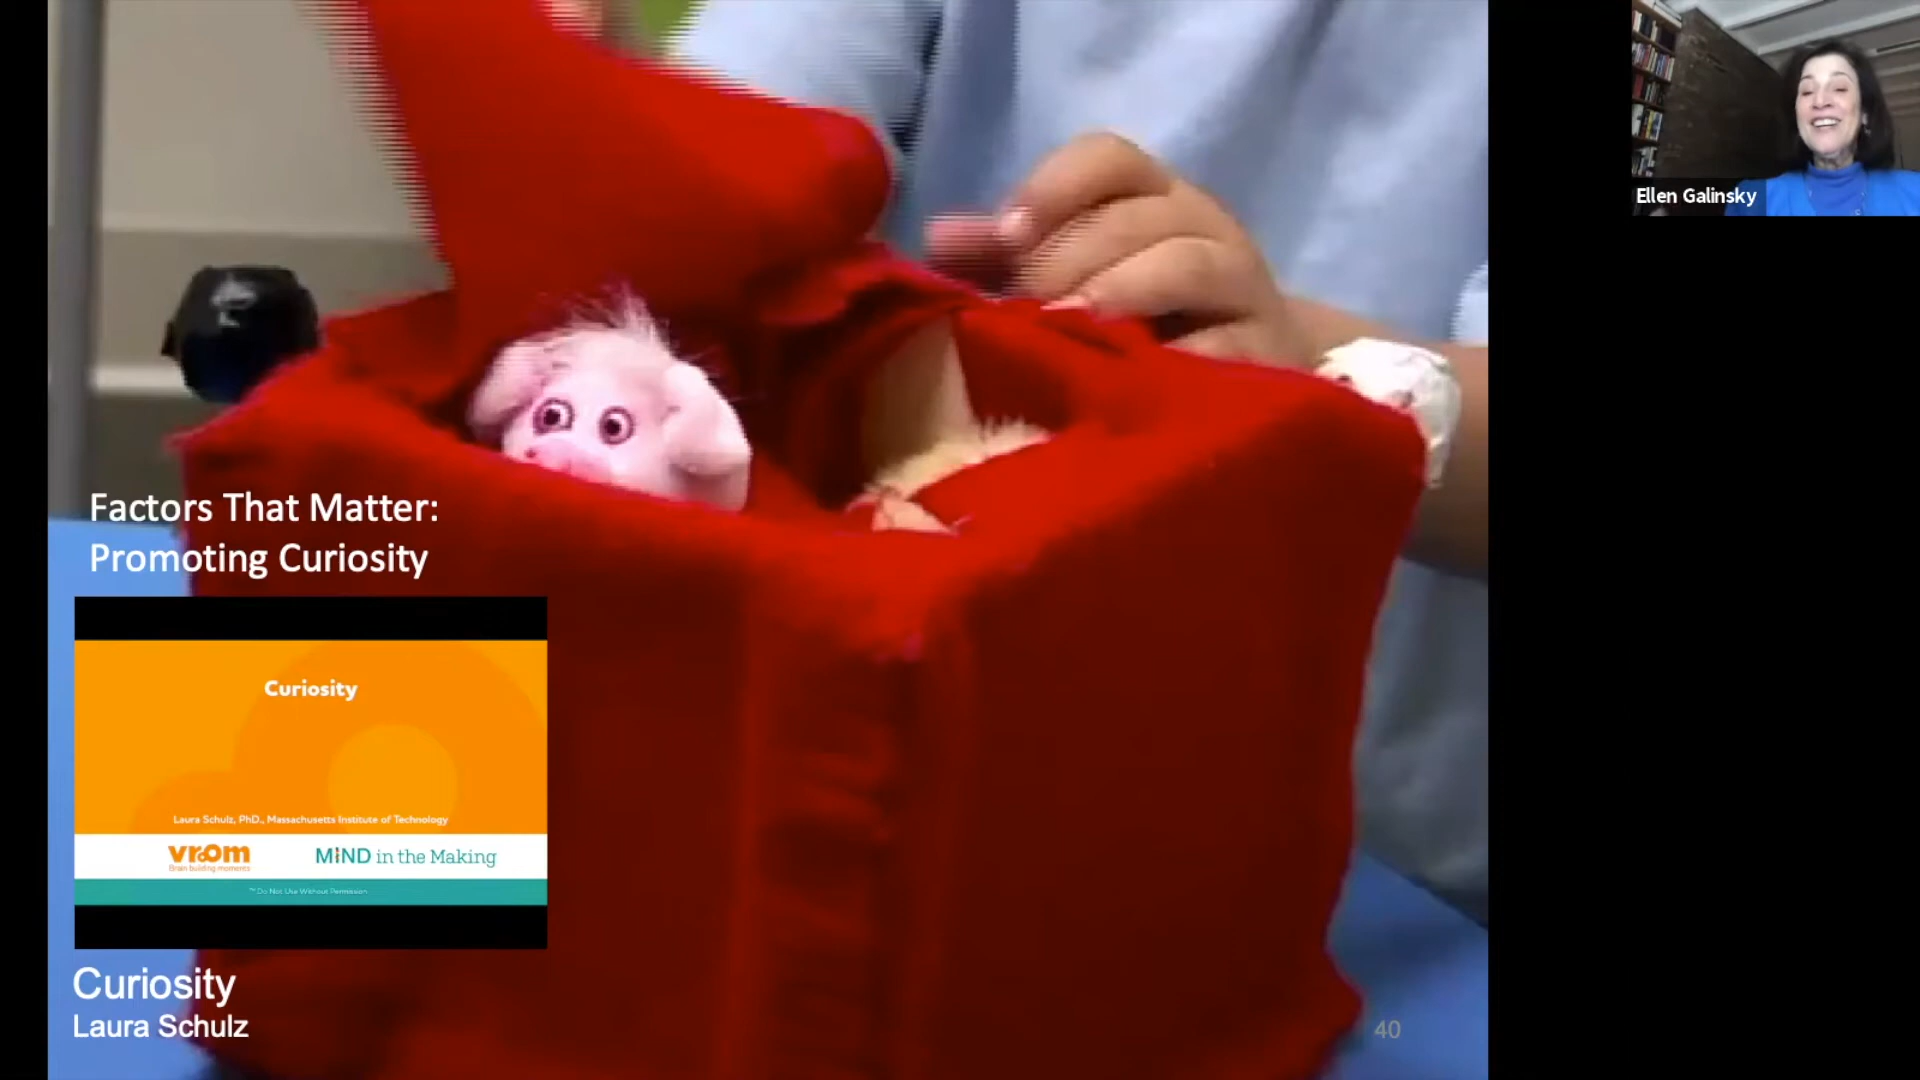 Ellen Galinsky
Factors That Matter:
Promoting Curiosity
Curiosity
Laura Schulz, PhD., Massachusetts Institute of Technology
vroom
Brain building moments
MIND in the Making
™ Do Not Use Without Permission
Curiosity
Laura Schulz
40